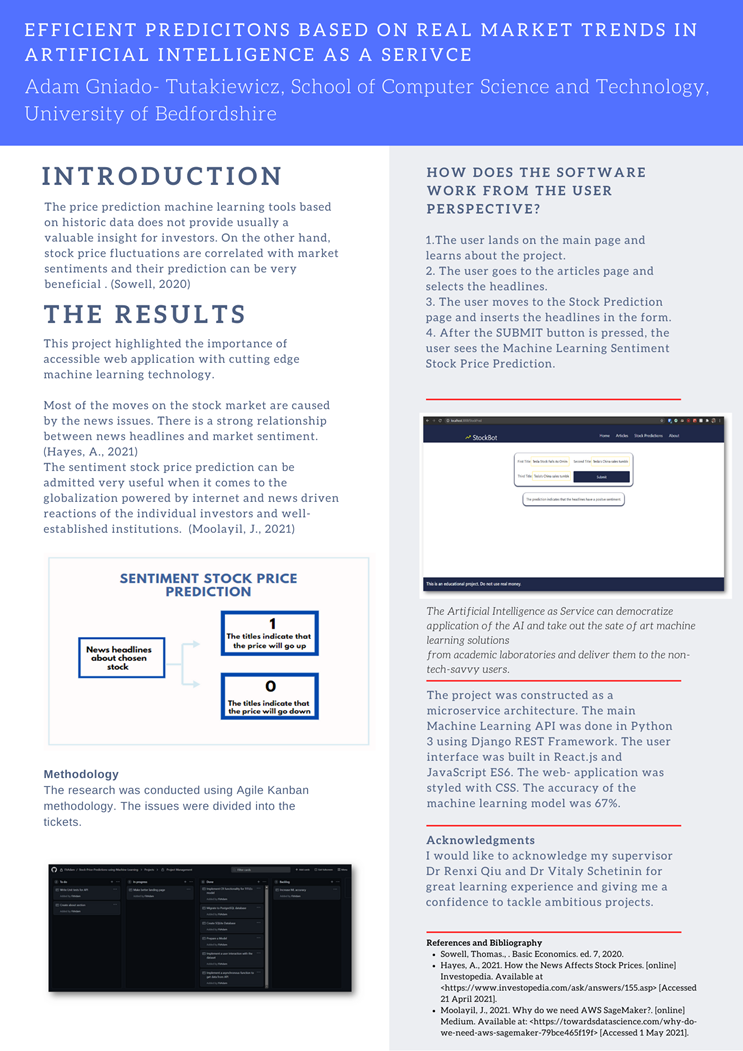 EFFICIENT PREDICITONS BASED ON REAL MARKET TRENDS IN
ARTIFICIAL INTELLIGENCE AS A SERIVCE
Adam Gniado- Tutakiewicz, School of Computer Science and Technology,
University of Bedfordshire
INTRODUCTION
The price prediction machine learning tools based
on historic data does not provide usually a
valuable insight for investors. On the other hand,
stock price fluctuations are correlated with market
sentiments and their prediction can be very
beneficial . (Sowell, 2020)
THE RESULTS
This project highlighted the importance of
accessible web application with cutting edge
machine learning technology.
Most of the moves on the stock market are caused
by the news issues. There is a strong relationship
between news headlines and market sentiment.
(Hayes, A., 2021)
The sentiment stock price prediction can be
admitted very useful when it comes to the
globalization powered by internet and news driven
reactions of the individual investors and well-
established institutions. (Moolayil, J., 2021)
SENTIMENT STOCK PRICE
PREDICTION
News headlines
about chosen
stock
1
The titles indicate that
the price will go up
0
The titles indicate that
the price will go down
Methodology
The research was conducted using Agile Kanban
methodology. The issues were divided into the
tickets.
HOW DOES THE SOFTWARE
WORK FROM THE USER
PERSPECTIVE?
1.The user lands on the main page and
learns about the project.
2. The user goes to the articles page and
selects the headlines.
3. The user moves to the Stock Prediction
page and inserts the headlines in the form.
4. After the SUBMIT button is pressed, the
user sees the Machine Learning Sentiment
Stock Price Prediction.
StockBot
Home Articles Stock Predictions About
First Title Second Title
Third Title Submit
The prediction indicates that the headlines have a positive sentiment
This is an educational project. Do not use real money.
The Artificial Intelligence as Service can democratize
application of the AI and take out the sate of art machine
learning solutions
from academic laboratories and deliver them to the non-
tech-savvy users.
The project was constructed as a
microservice architecture. The main
Machine Learning API was done in Python
3 using Django REST Framework. The user
interface was built in React.js and
JavaScript ES6. The web- application was
styled with CSS. The accuracy of the
machine learning model was 67%.
Acknowledgments
I would like to acknowledge my supervisor
Dr Renxi Qiu and Dr Vitaly Schetinin for
great learning experience and giving me a
confidence to tackle ambitious projects.
References and Bibliography
Sowell, Thomas., . Basic Economics. ed. 7, 2020.
Hayes, A., 2021. How the News Affects Stock Prices. [online]
Investopedia. Available at
<https://www.investopedia.com/ask/answers/155.asp> [Accessed
21 April 2021].
Moolayil, J., 2021. Why do we need AWS SageMaker?. [online]
Medium. Available at: <https://towardsdatascience.com/why-do-
we-need-aws-sagemaker-79bce465f19f> [Accessed 1 May 2021].